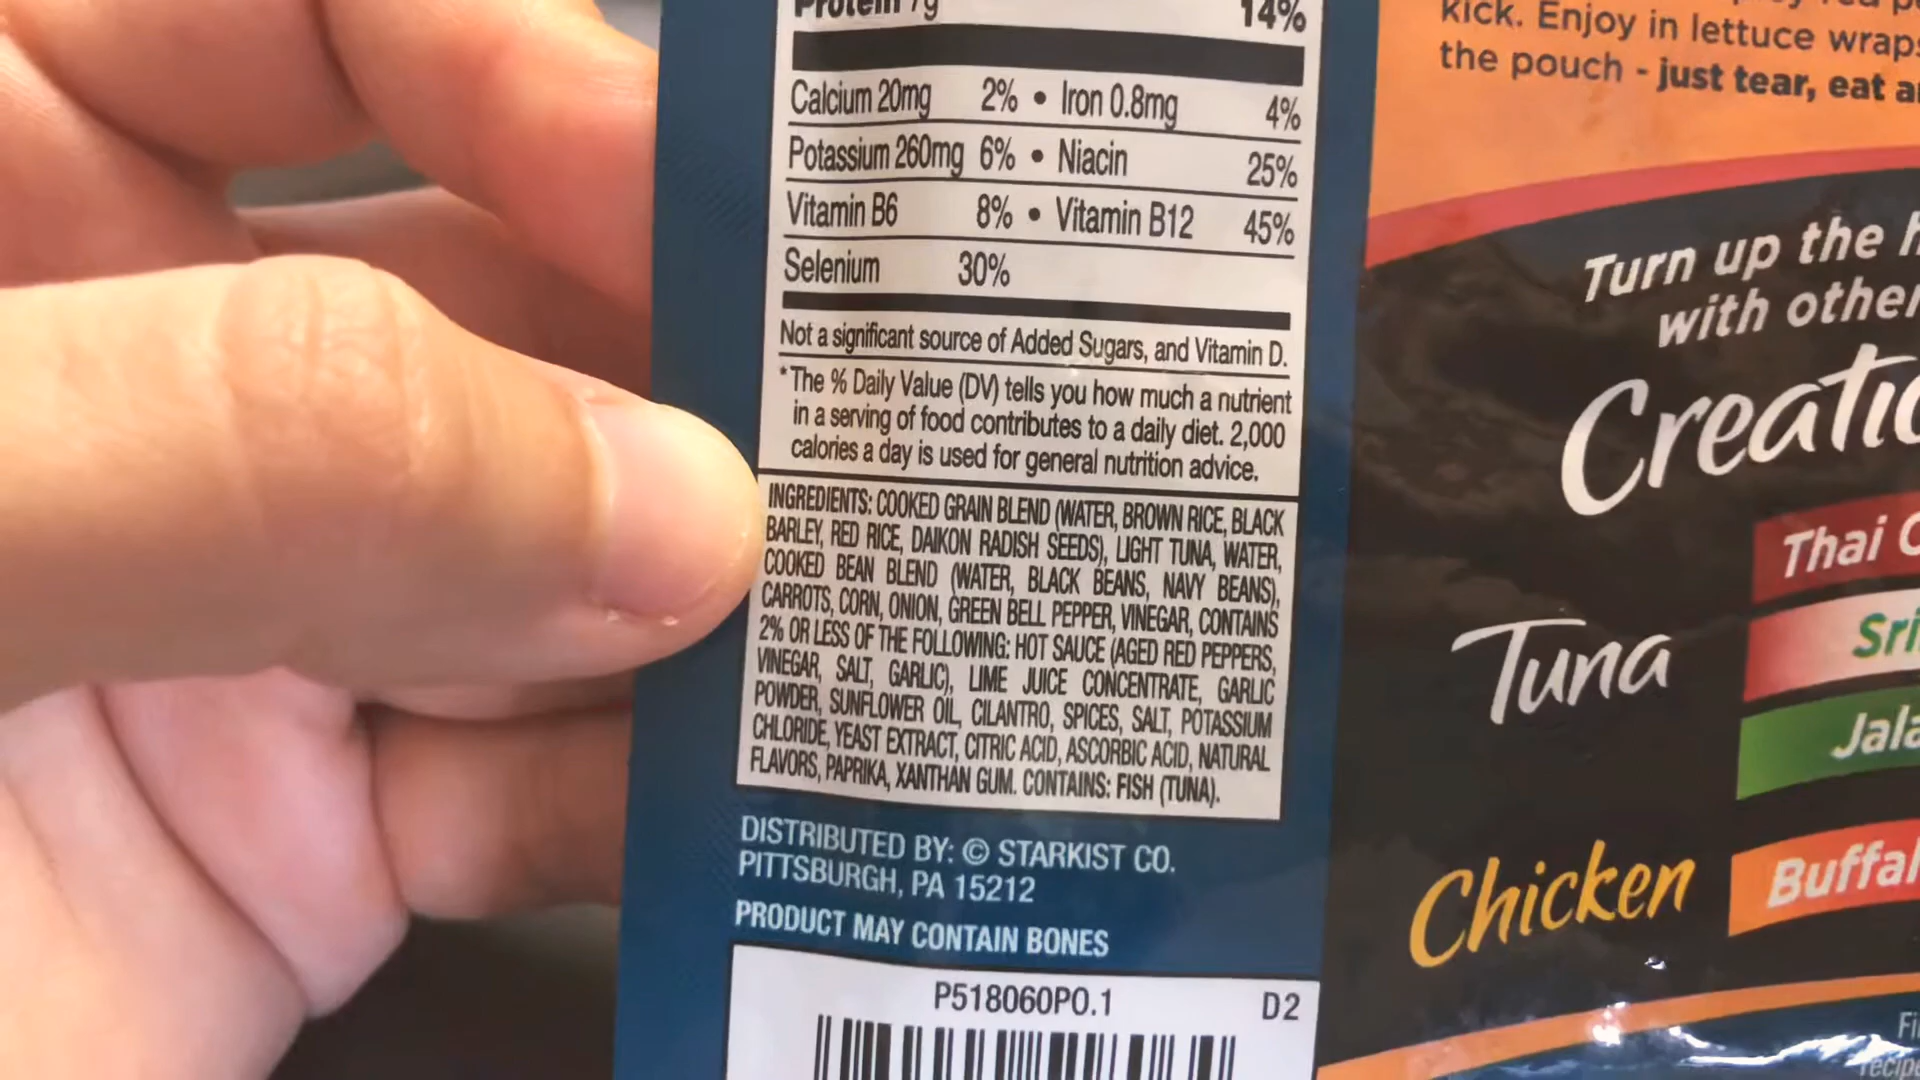 Protein 7g 14%
Calcium 20mg 2% • Iron 0.8mg 4%
Potassium 260mg 6% • Niacin 25%
Vitamin B6 8% • Vitamin B12 45%
Selenium 30%
Not a significant source of Added Sugars, and Vitamin D.
*The % Daily Value (DV) tells you how much a nutrient
in a serving of food contributes to a daily diet. 2,000
calories a day is used for general nutrition advice.
INGREDIENTS: COOKED GRAIN BLEND (WATER, BROWN RICE, BLACK
BARLEY, RED RICE, DAIKON RADISH SEEDS), LIGHT TUNA, WATER,
COOKED BEAN BLEND (WATER, BLACK BEANS, NAVY BEANS),
CARROTS, CORN, ONION, GREEN BELL PEPPER, VINEGAR, CONTAINS
2% OR LESS OF THE FOLLOWING: HOT SAUCE (AGED RED PEPPERS,
VINEGAR, SALT, GARLIC), LIME JUICE CONCENTRATE, GARLIC
POWDER, SUNFLOWER OIL, CILANTRO, SPICES, SALT, POTASSIUM
CHLORIDE, YEAST EXTRACT, CITRIC ACID, ASCORBIC ACID, NATURAL
FLAVORS, PAPRIKA, XANTHAN GUM. CONTAINS: FISH (TUNA).
DISTRIBUTED BY: © STARKIST CO.
PITTSBURGH, PA 15212
PRODUCT MAY CONTAIN BONES
P518060PO.1 D2
kick. Enjoy in lettuce wraps
the pouch - just tear, eat a
Turn up the h
with other
Creatio
Thai C
Tuna
Sri
Jala
Chicken
Buffal